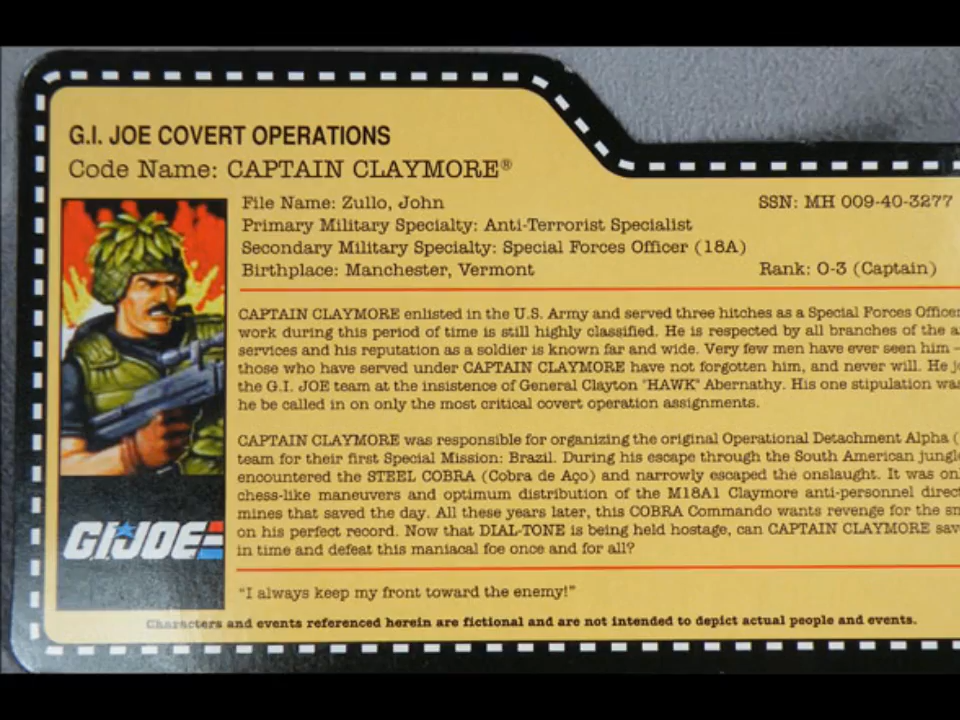 G.I. JOE COVERT OPERATIONS
Code Name: CAPTAIN CLAYMORE®
File Name: Zullo, John
SSN: MH 009-40-3277
Primary Military Specialty: Anti-Terrorist Specialist
Secondary Military Specialty: Special Forces Officer (18A)
Birthplace: Manchester, Vermont
Rank: O-3 (Captain)
CAPTAIN CLAYMORE enlisted in the U.S. Army and served three hitches as a Special Forces Officer
work during this period of time is still highly classified. He is respected by all branches of the a
services and his reputation as a soldier is known far and wide. Very few men have ever seen him –
those who have served under CAPTAIN CLAYMORE have not forgotten him, and never will. He j
the G.I. JOE team at the insistence of General Clayton "HAWK" Abernathy. His one stipulation was
he be called in on only the most critical covert operation assignments.
CAPTAIN CLAYMORE was responsible for organizing the original Operational Detachment Alpha (
team for their first Special Mission: Brazil. During his escape through the South American jungle
encountered the STEEL COBRA (Cobra de Aço) and narrowly escaped the onslaught. It was onl
chess-like maneuvers and optimum distribution of the M18A1 Claymore anti-personnel direct
mines that saved the day. All these years later, this COBRA Commando wants revenge for the sm
on his perfect record. Now that DIAL-TONE is being held hostage, can CAPTAIN CLAYMORE sav
in time and defeat this maniacal foe once and for all?
GI JOE
"I always keep my front toward the enemy!"
Characters and events referenced herein are fictional and are not intended to depict actual people and events.